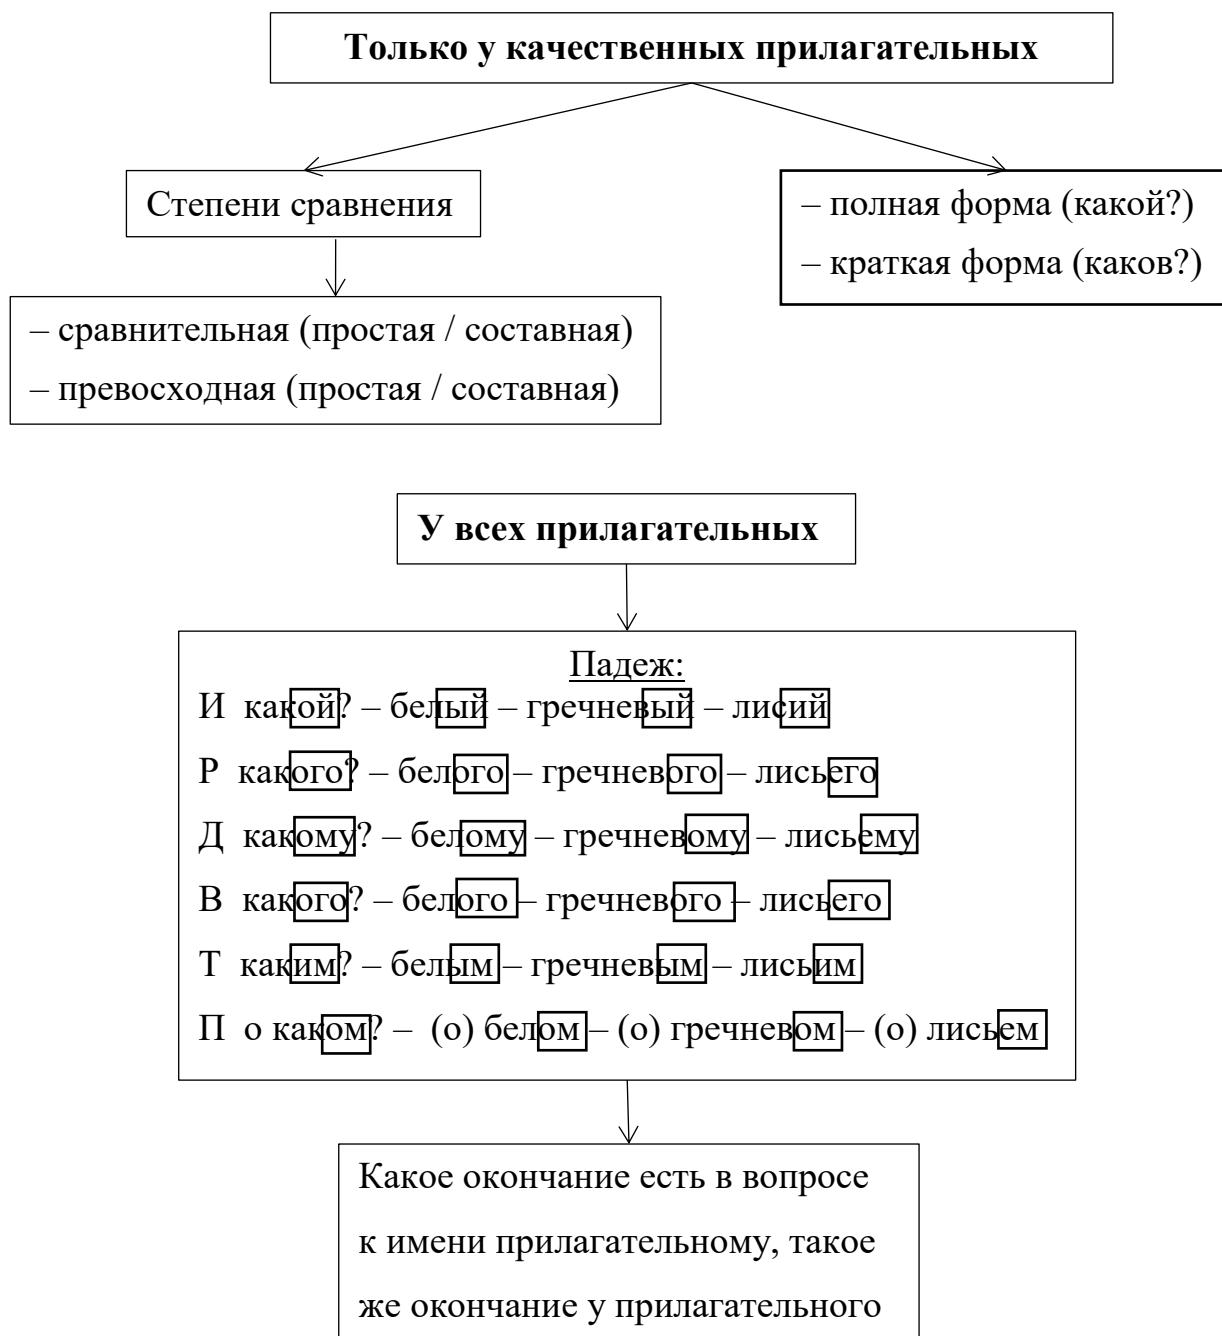 Только у качественных прилагательных
Степени сравнения
– полная форма (какой?)
– краткая форма (каков?)
– сравнительная (простая / составная)
– превосходная (простая / составная)
У всех прилагательных
Падеж:
И какой? – белый – гречневый – лисий
Р какого? – белого – гречневого – лисьего
Д какому? – белому – гречневому – лисьему
В какого? – белого – гречневого – лисьего
Т каким? – белым – гречневым – лисьим
П о каком? – (о) белом – (о) гречневом – (о) лисьем
Какое окончание есть в вопросе
к имени прилагательному, такое
же окончание у прилагательного